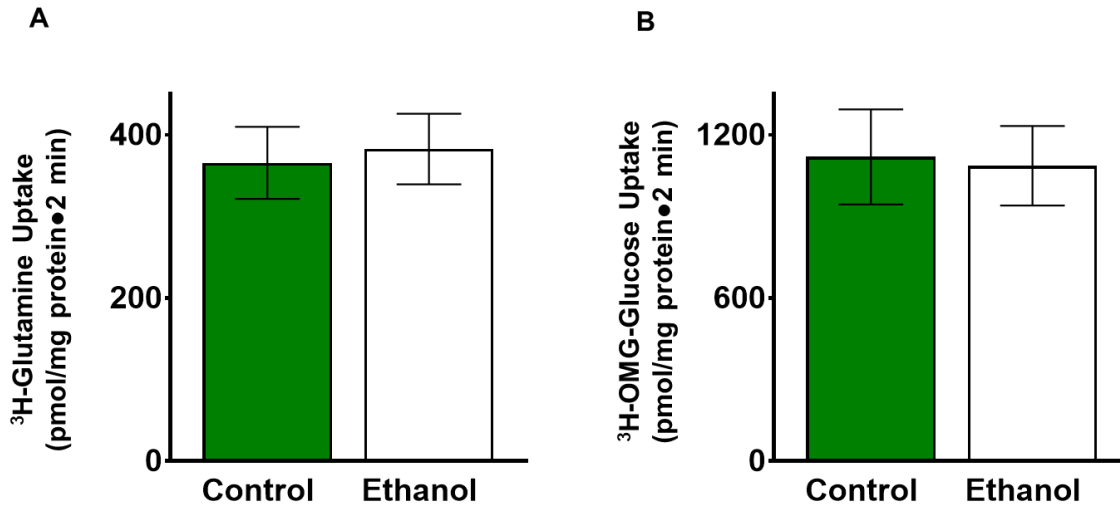 A
³H-Glutamine Uptake
(pmol/mg protein●2 min)
400
200
0
Control Ethanol
B
³H-OMG-Glucose Uptake
(pmol/mg protein●2 min)
1200
600
0
Control Ethanol